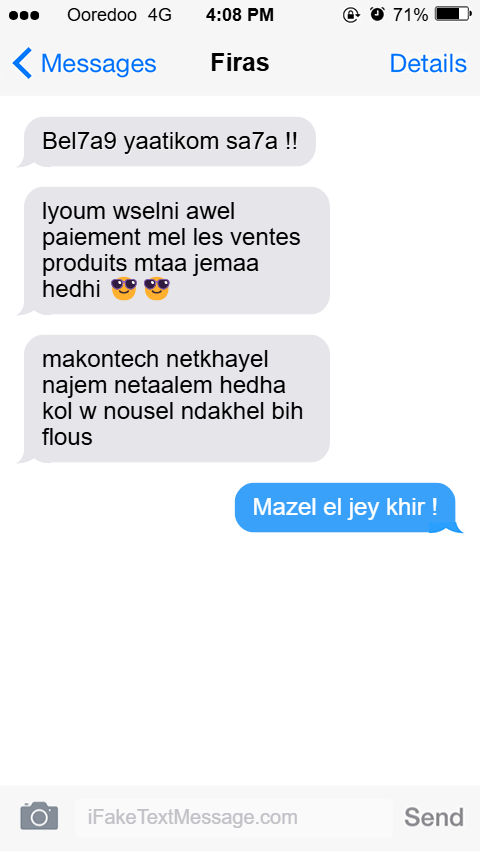 Ooredoo 4G 4:08 PM 71%
Messages Firas Details
Bel7a9 yaatikom sa7a !!
lyoum wselni awel
paiement mel les ventes
produits mtaa jemaa
hedhi 😎😎
makontech netkhayel
najem netaalem hedha
kol w nousel ndakhel bih
flous
Mazel el jey khir !
iFakeTextMessage.com Send